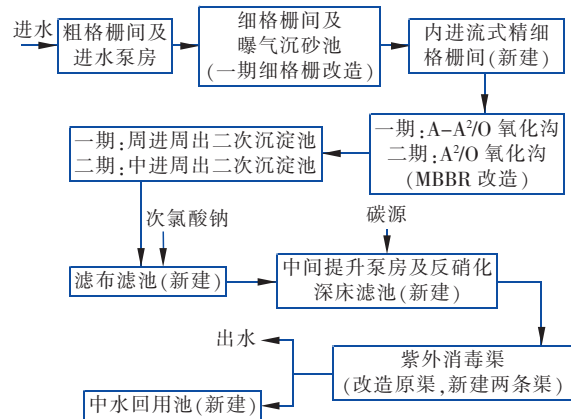 进水
粗格栅间及
进水泵房
细格栅间及
曝气沉砂池
(一期细格栅改造)
内进流式精细
格栅间(新建)
一期:A-A²/O 氧化沟
二期:A²/O 氧化沟
(MBBR 改造)
一期:周进周出二次沉淀池
二期:中进周出二次沉淀池
次氯酸钠
碳源
滤布滤池(新建)
中间提升泵房及反硝化
深床滤池(新建)
紫外消毒渠
(改造原渠,新建两条渠)
出水
中水回用池(新建)